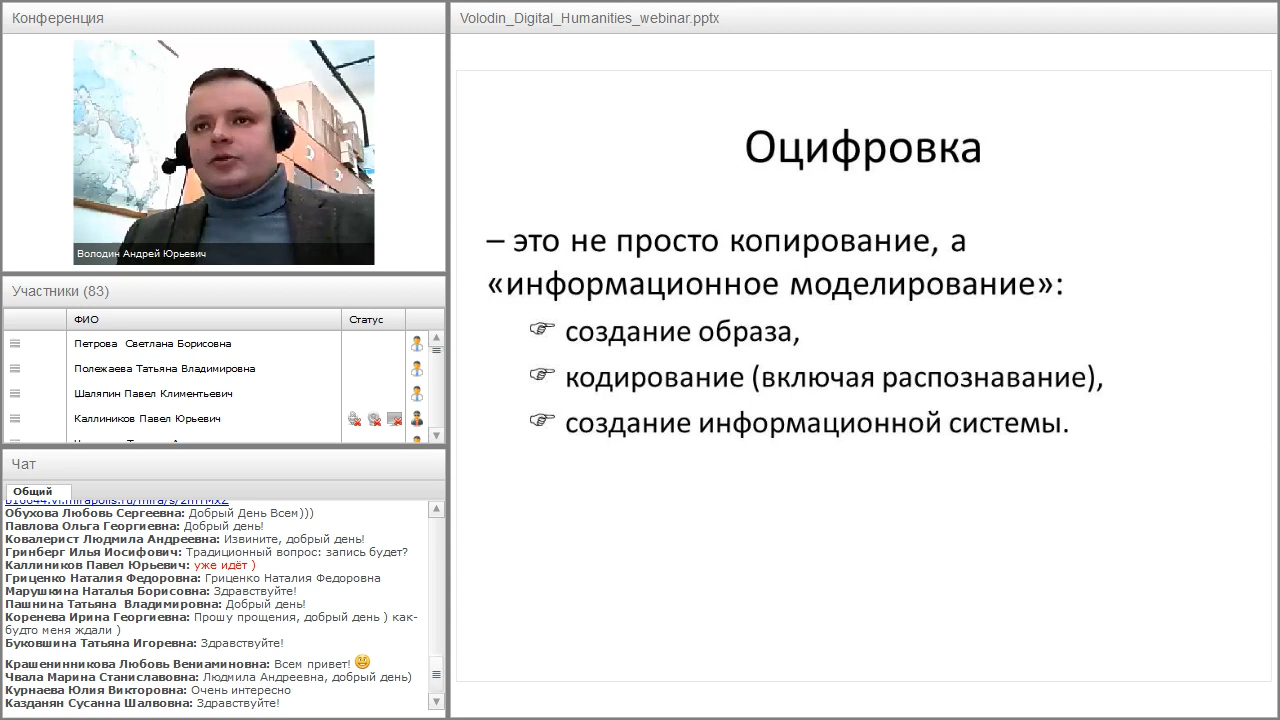 Конференция
Володин Андрей Юрьевич
Участники (83)
ФИО Статус
Петрова Светлана Борисовна
Полежаева Татьяна Владимировна
Шаляпин Павел Климентьевич
Каллиников Павел Юрьевич
Чат
Общий
Обухова Любовь Сергеевна: Добрый День Всем)))
Павлова Ольга Георгиевна: Добрый день!
Ковалерист Людмила Андреевна: Извините, добрый день!
Гринберг Илья Иосифович: Традиционный вопрос: запись будет?
Каллиников Павел Юрьевич: уже идёт )
Гриценко Наталия Федоровна: Гриценко Наталия Федоровна
Марушкина Наталья Борисовна: Здравствуйте!
Пашнина Татьяна Владимировна: Добрый день!
Коренева Ирина Георгиевна: Прошу прощения, добрый день ) как-
будто меня ждали )
Буковшина Татьяна Игоревна: Здравствуйте!
Крашенинникова Любовь Вениаминовна: Всем привет!
Чвала Марина Станиславовна: Людмила Андреевна, добрый день)
Курнаева Юлия Викторовна: Очень интересно
Казданян Сусанна Шалвовна: Здравствуйте!
Volodin_Digital_Humanities_webinar.pptx
Оцифровка
– это не просто копирование, а
«информационное моделирование»:
☞ создание образа,
☞ кодирование (включая распознавание),
☞ создание информационной системы.